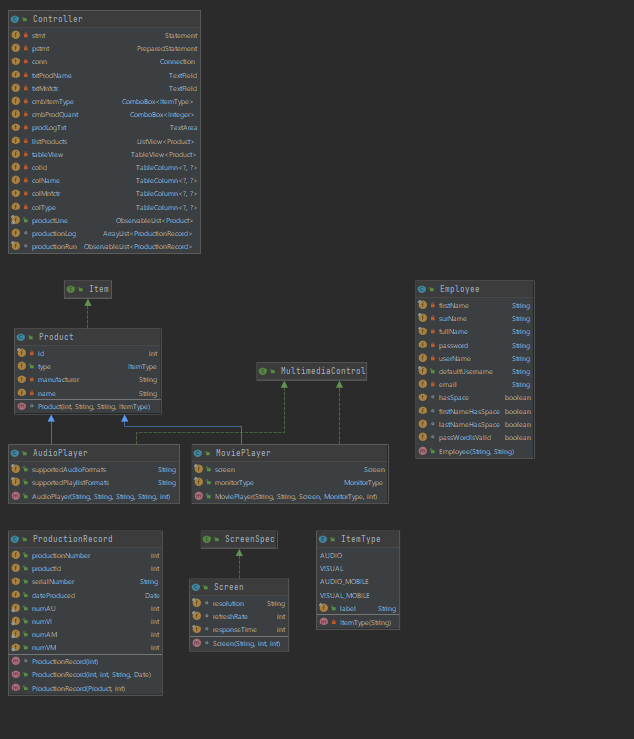 Controller
stmt Statement
pstmt PreparedStatement
conn Connection
txtProdName TextField
txtMnfctr TextField
cmbItemType ComboBox<ItemType>
cmbProdQuant ComboBox<Integer>
prodLogTxt TextArea
listProducts ListView<Product>
tableView TableView<Product>
colId TableColumn<?, ?>
colName TableColumn<?, ?>
colMnfctr TableColumn<?, ?>
colType TableColumn<?, ?>
productLine ObservableList<Product>
productionLog ArrayList<ProductionRecord>
productionRun ObservableList<ProductionRecord>
Item
Product
id int
type ItemType
manufacturer String
name String
Product(int, String, String, ItemType)
MultimediaControl
Employee
firstName String
surName String
fullName String
password String
userName String
defaultUsername String
email String
hasSpace boolean
firstNameHasSpace boolean
lastNameHasSpace boolean
passWordIsValid boolean
Employee(String, String)
AudioPlayer
supportedAudioFormats String
supportedPlaylistFormats String
AudioPlayer(String, String, String, String, int)
MoviePlayer
screen Screen
monitorType MonitorType
MoviePlayer(String, String, Screen, MonitorType, int)
ProductionRecord
productionNumber int
productId int
serialNumber String
dateProduced Date
numAU int
numVI int
numAM int
numVM int
ProductionRecord(int)
ProductionRecord(int, int, String, Date)
ProductionRecord(Product, int)
ScreenSpec
Screen
resolution String
refreshRate int
responseTime int
Screen(String, int, int)
ItemType
AUDIO
VISUAL
AUDIO_MOBILE
VISUAL_MOBILE
label String
ItemType(String)